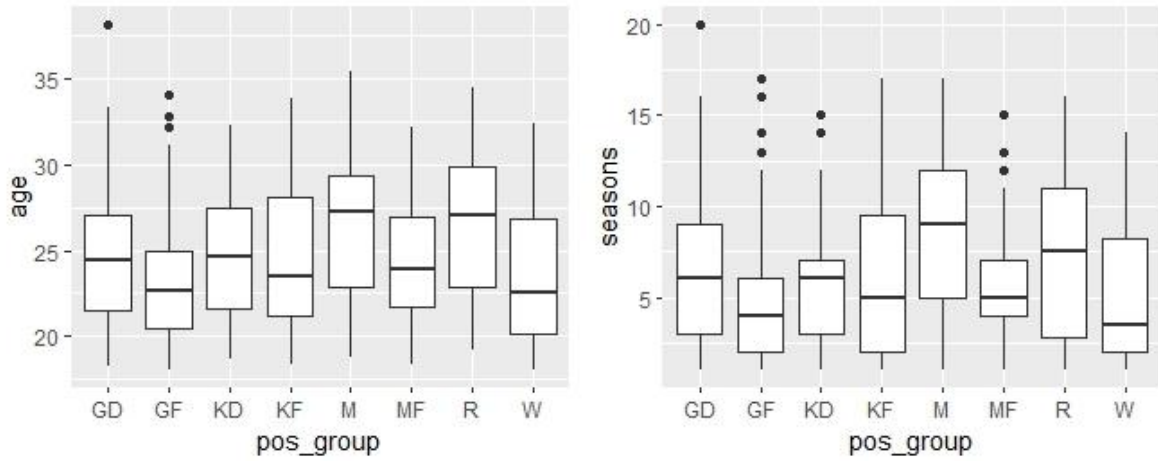 age
35
30
25
20
GD GF KD KF M MF R W
pos_group
seasons
20
15
10
5
GD GF KD KF M MF R W
pos_group